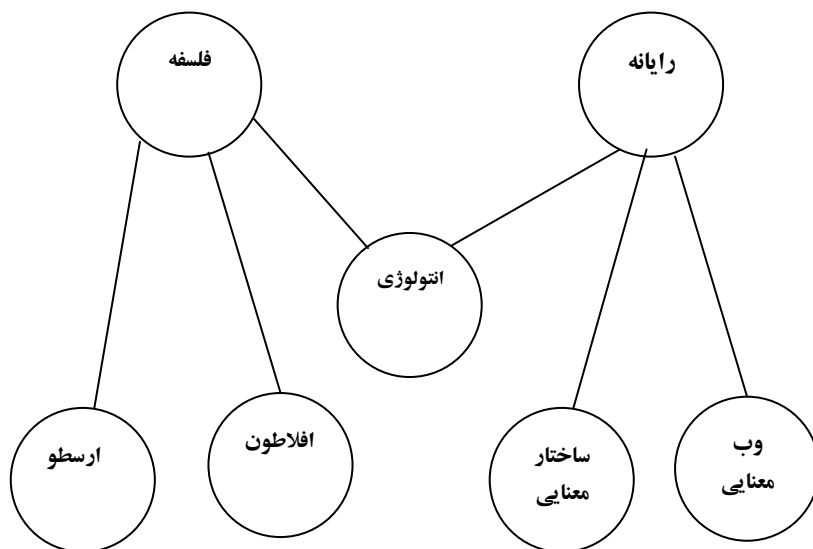 فلسفه
رایانه
انتولوژی
ارسطو
افلاطون
ساختار
معنایی
وب
معنایی